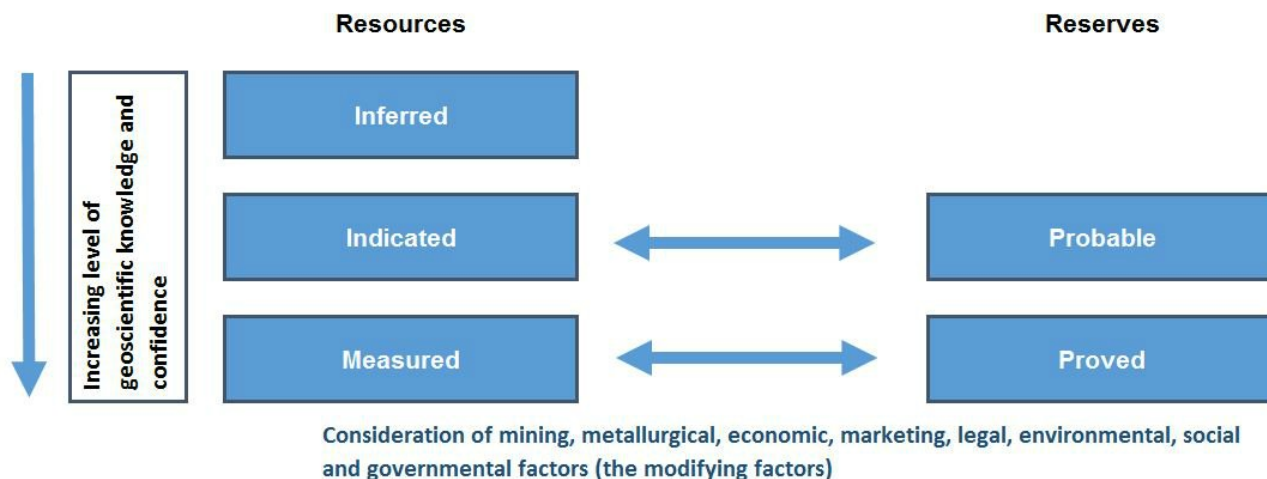 Resources
Reserves
Increasing level of
geoscientific knowledge and
confidence
Inferred
Indicated
Probable
Measured
Proved
Consideration of mining, metallurgical, economic, marketing, legal, environmental, social
and governmental factors (the modifying factors)